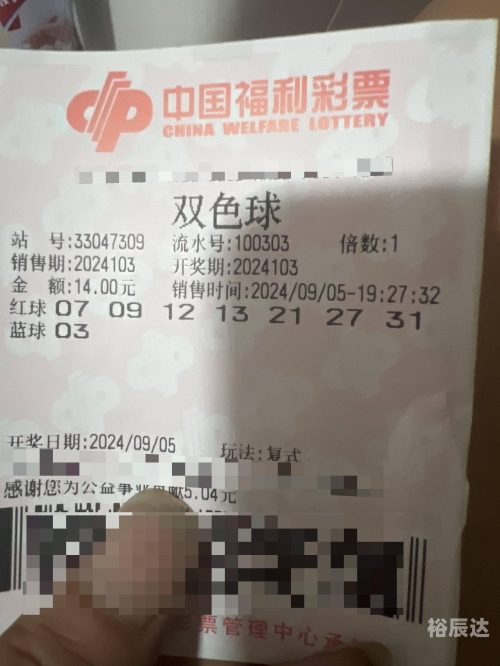 中国福利彩票
CHINA WELFARE LOTTERY
双色球
站 号:33047309 流水号:100303 倍数:1
销售期:2024103 开奖期:2024103
金 额:14.00元 销售时间:2024/09/05-19:27:32
红球 07 09 12 13 21 27 31
蓝球 03
开奖日期:2024/09/05 玩法:复式
感谢您为公益事业贡献5.04元
彩票管理中心承
裕辰达